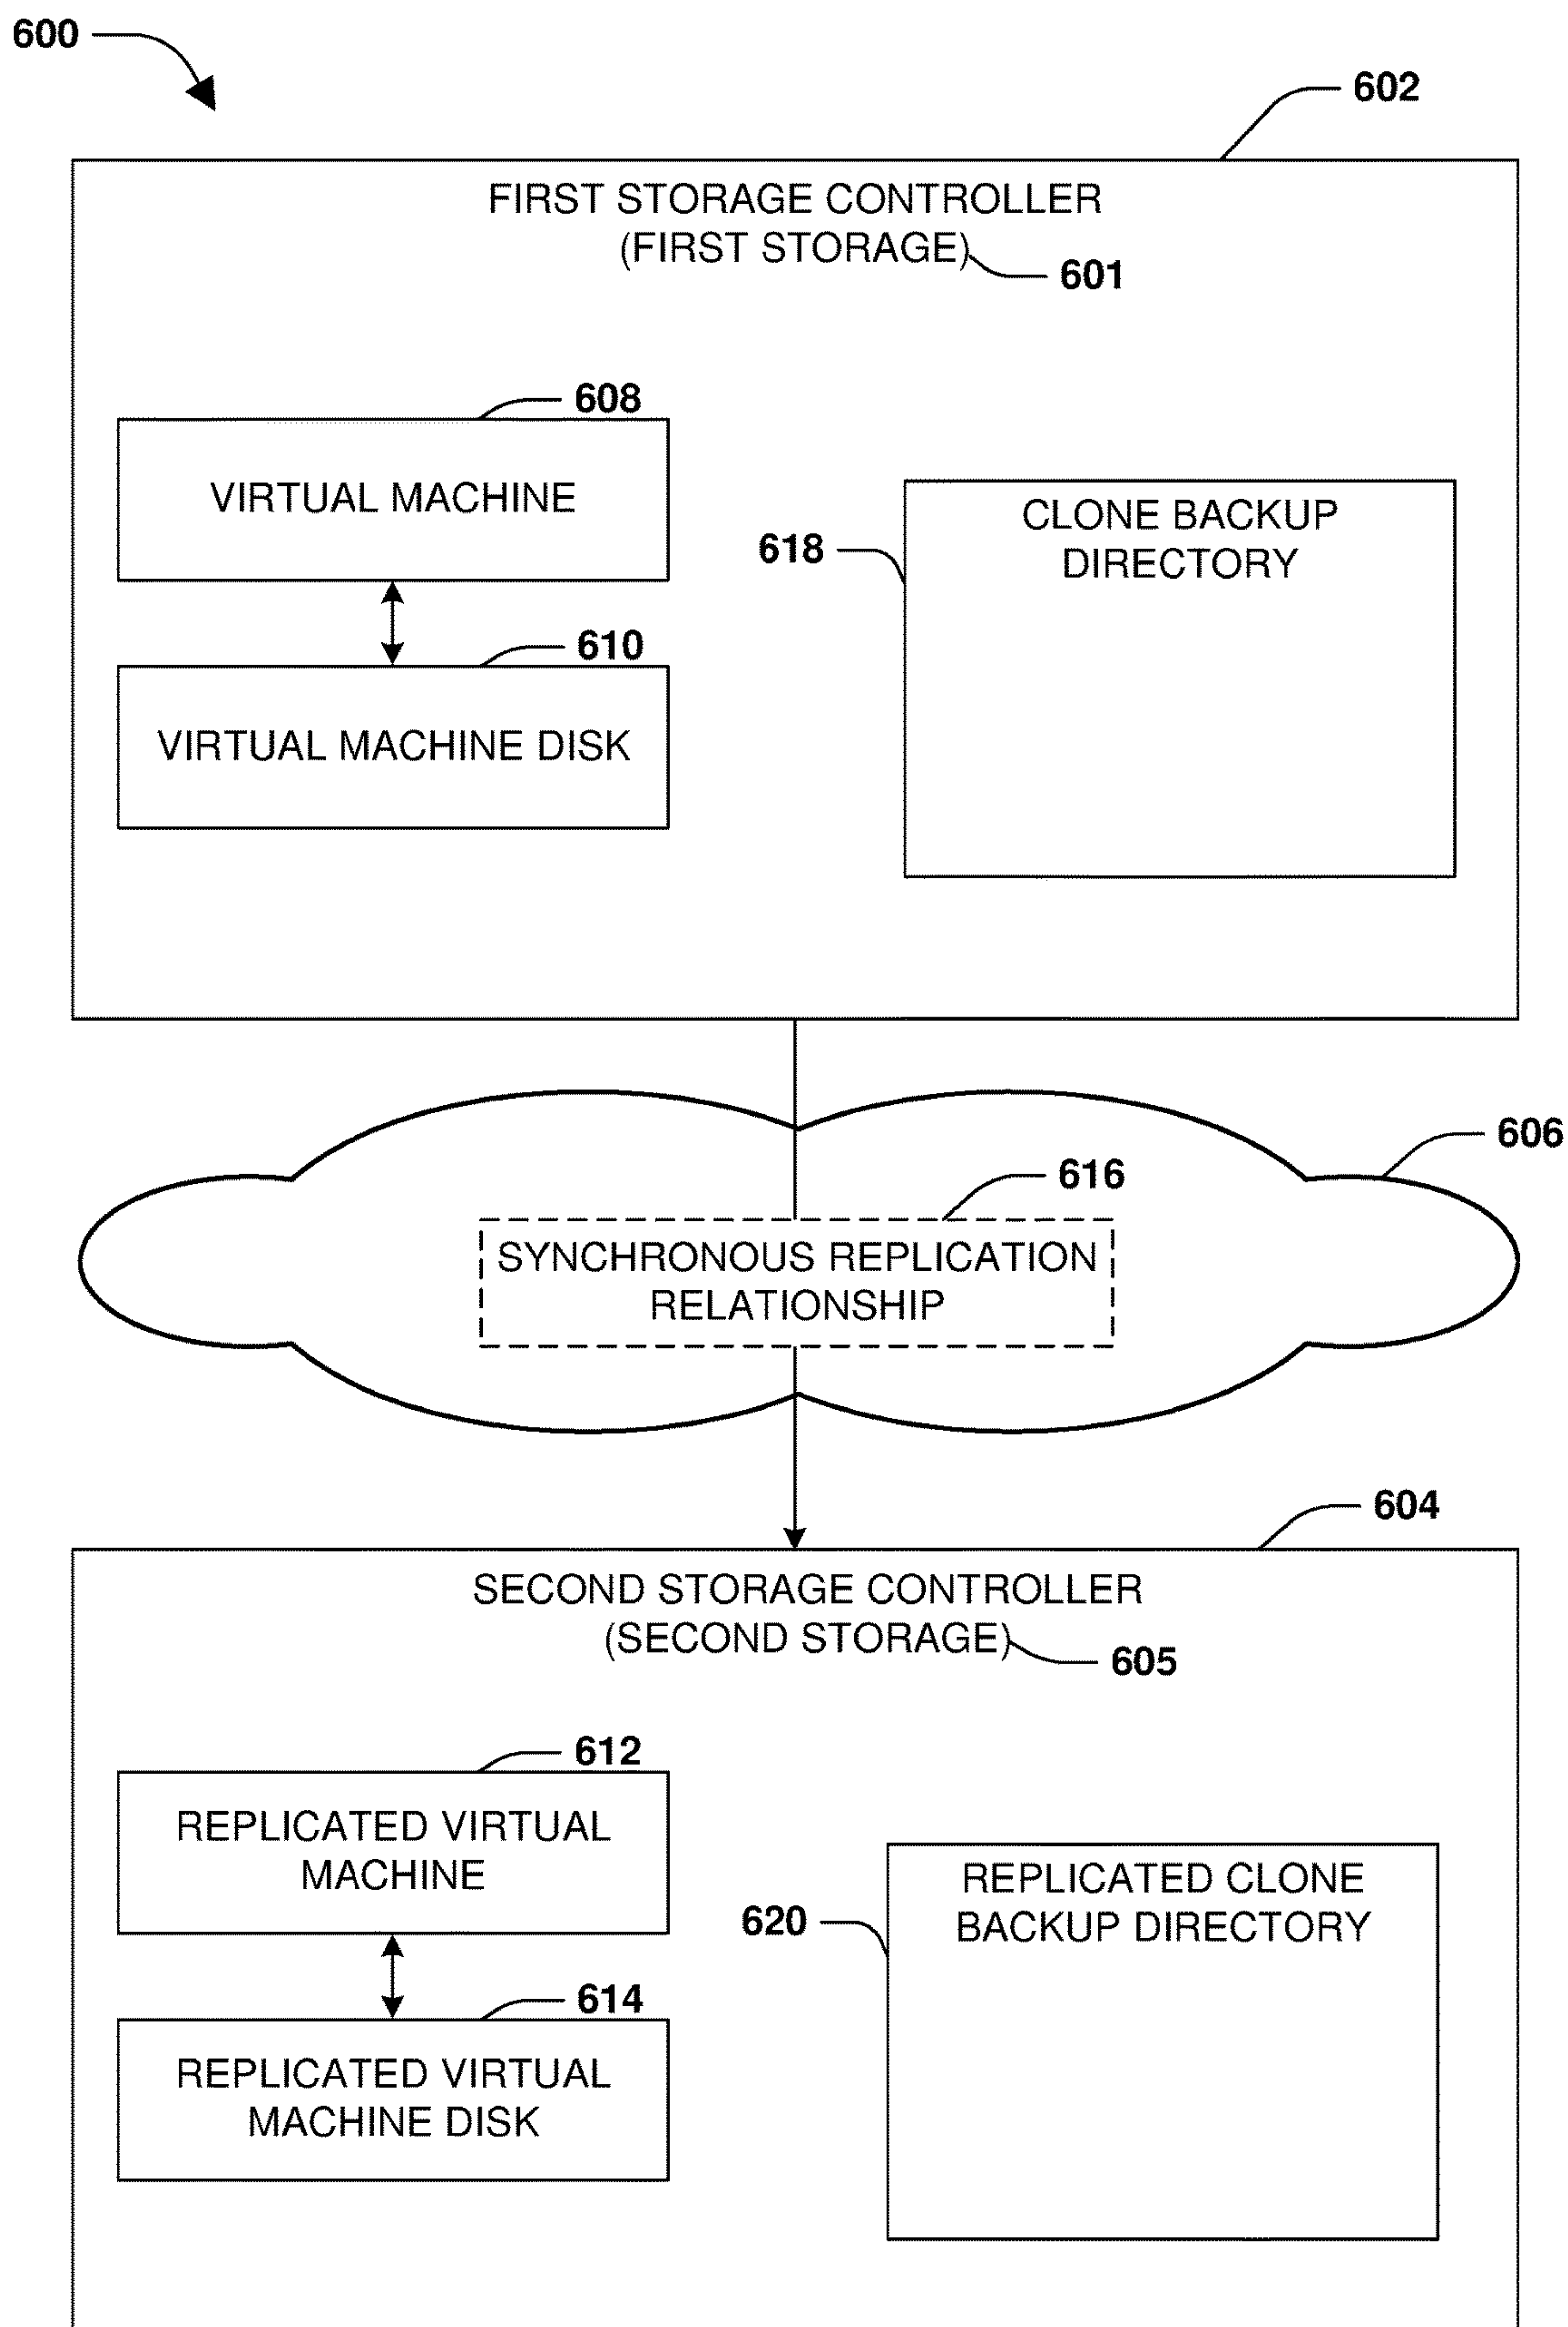 600
602
FIRST STORAGE CONTROLLER
(FIRST STORAGE)
601
608
VIRTUAL MACHINE
CLONE BACKUP
DIRECTORY
618
610
VIRTUAL MACHINE DISK
606
616
SYNCHRONOUS REPLICATION
RELATIONSHIP
604
SECOND STORAGE CONTROLLER
(SECOND STORAGE)
605
612
REPLICATED VIRTUAL
MACHINE
REPLICATED CLONE
BACKUP DIRECTORY
620
614
REPLICATED VIRTUAL
MACHINE DISK